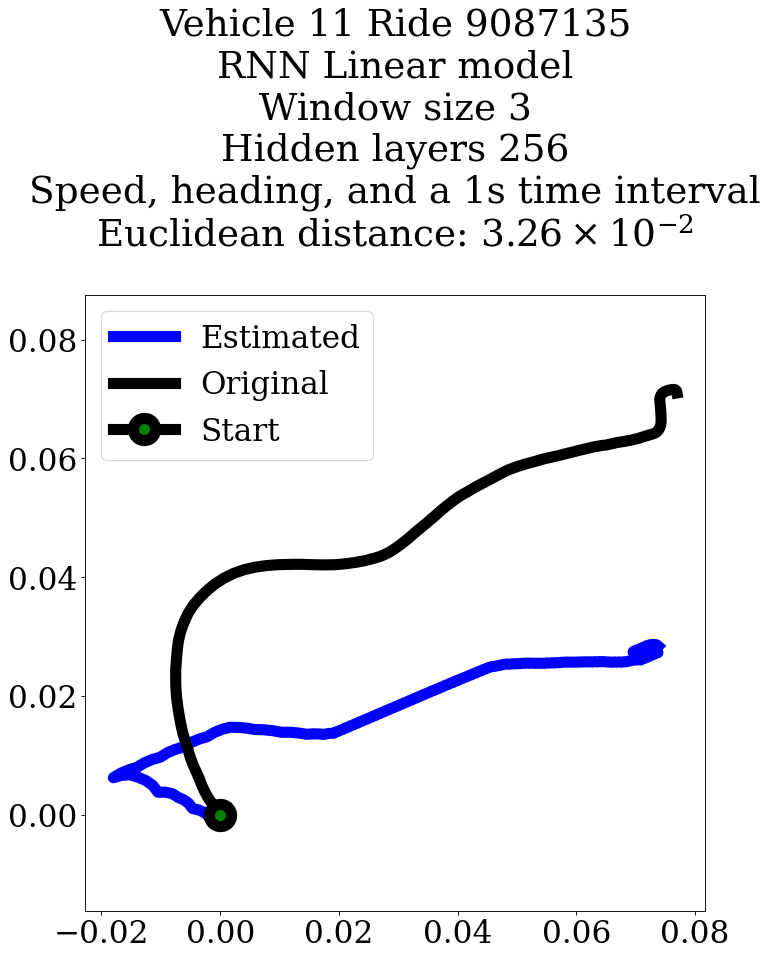 Vehicle 11 Ride 9087135
RNN Linear model
Window size 3
Hidden layers 256
Speed, heading, and a 1s time interval
Euclidean distance: 3.26 × 10⁻²
Estimated
Original
Start
0.08
0.06
0.04
0.02
0.00
−0.02 0.00 0.02 0.04 0.06 0.08